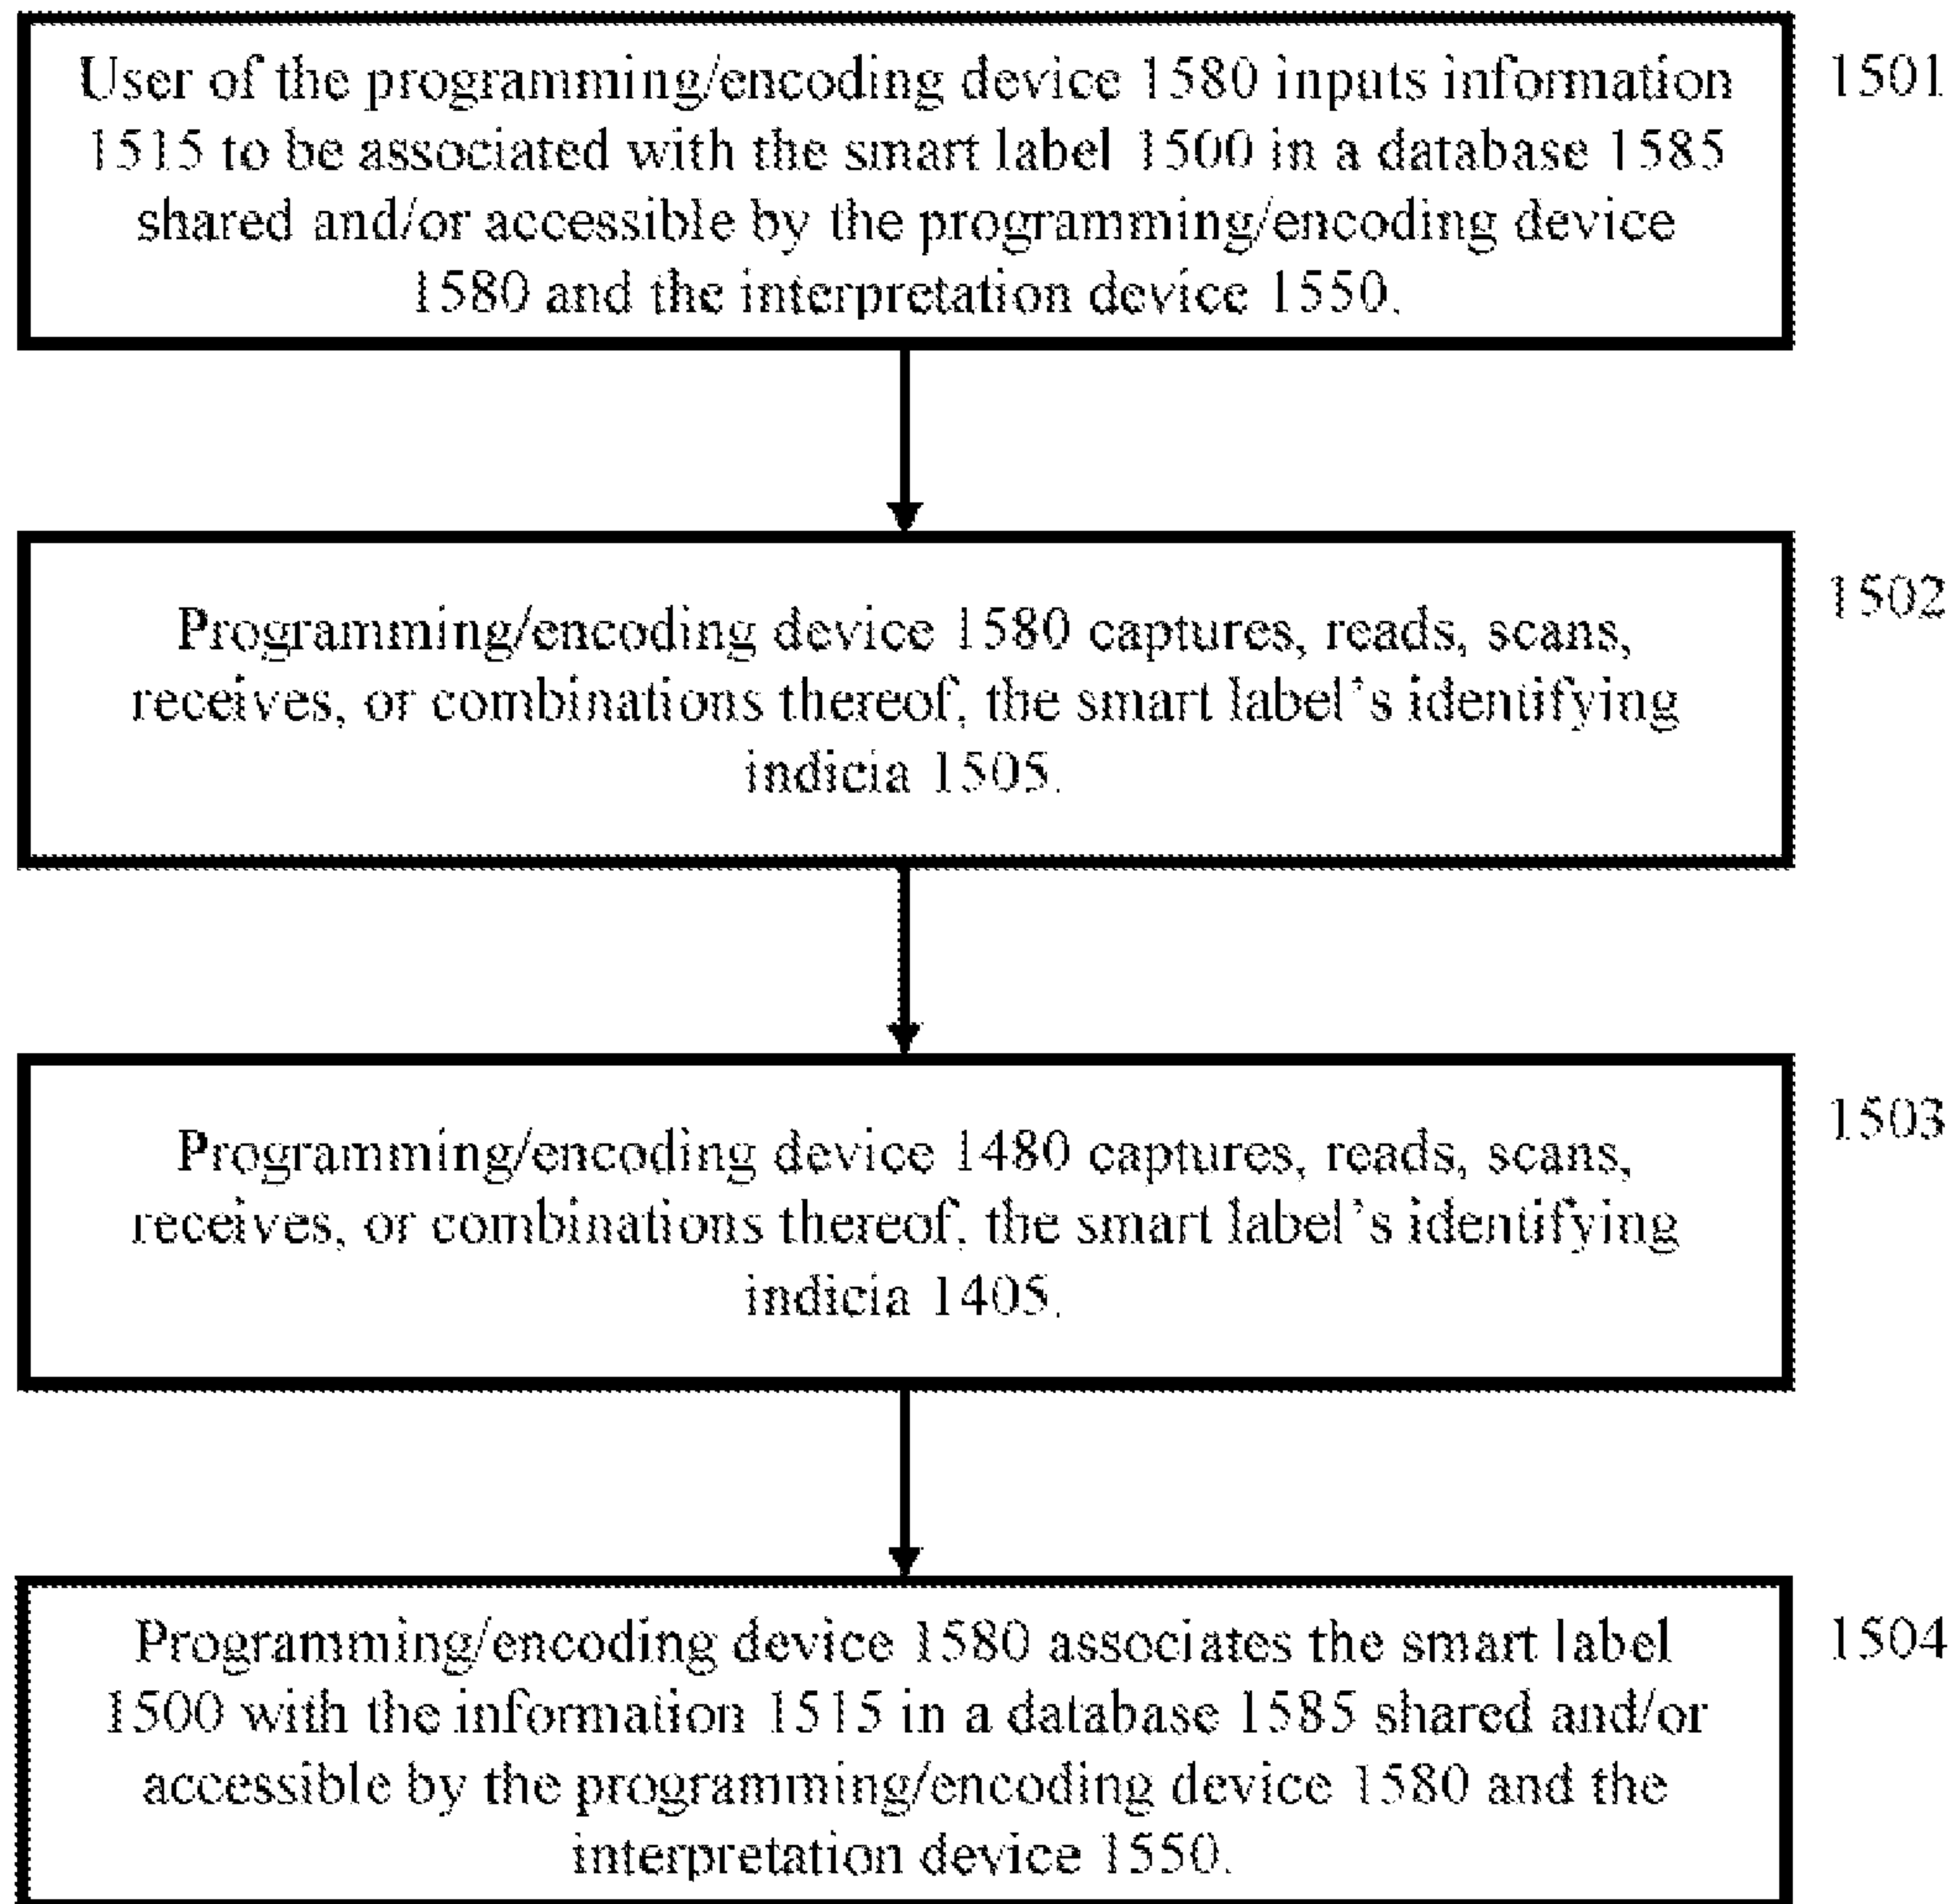 User of the programming/encoding device 1580 inputs information
1515 to be associated with the smart label 1500 in a database 1585
shared and/or accessible by the programming/encoding device
1580 and the interpretation device 1550.
1501
Programming/encoding device 1580 captures, reads, scans,
receives, or combinations thereof, the smart label's identifying
indicia 1505.
1502
Programming/encoding device 1480 captures, reads, scans,
receives, or combinations thereof, the smart label's identifying
indicia 1405.
1503
Programming/encoding device 1580 associates the smart label
1500 with the information 1515 in a database 1585 shared and/or
accessible by the programming/encoding device 1580 and the
interpretation device 1550.
1504